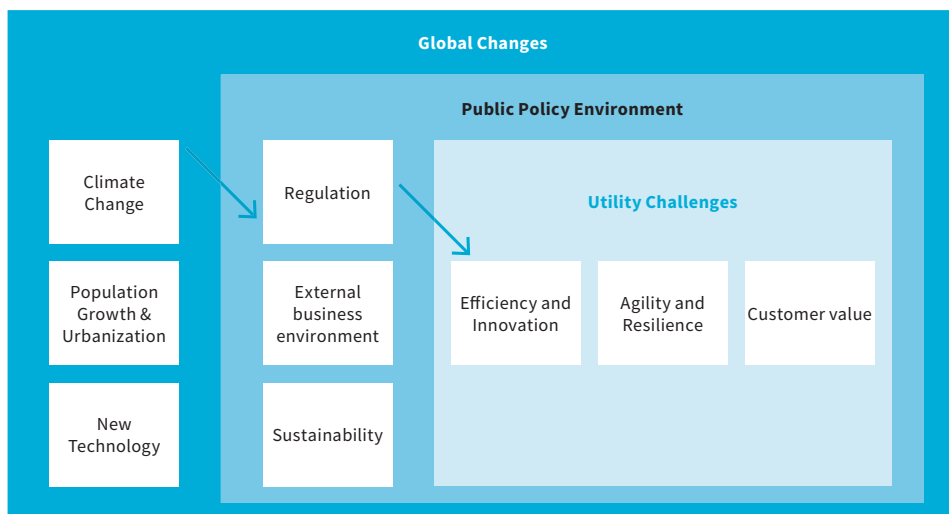 Global Changes
Public Policy Environment
Climate
Change
Population
Growth &
Urbanization
New
Technology
Regulation
External
business
environment
Sustainability
Utility Challenges
Efficiency and
Innovation
Agility and
Resilience
Customer value